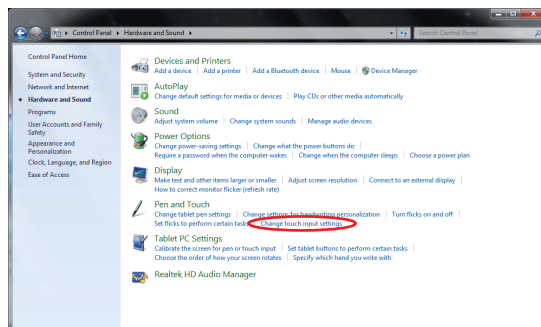 Control Panel ▸ Hardware and Sound ▸
Search Control Panel
Control Panel Home
System and Security
Network and Internet
Hardware and Sound
Programs
User Accounts and Family
Safety
Appearance and
Personalization
Clock, Language, and Region
Ease of Access
Devices and Printers
Add a device | Add a printer | Add a Bluetooth device | Mouse | Device Manager
AutoPlay
Change default settings for media or devices | Play CDs or other media automatically
Sound
Adjust system volume | Change system sounds | Manage audio devices
Power Options
Change power-saving settings | Change what the power buttons do |
Require a password when the computer wakes | Change when the computer sleeps | Choose a power plan
Display
Make text and other items larger or smaller | Adjust screen resolution | Connect to an external display |
How to correct monitor flicker (refresh rate)
Pen and Touch
Change tablet pen settings | Change settings for handwriting personalization | Turn flicks on and off |
Set flicks to perform certain tasks | Change touch input settings
Tablet PC Settings
Calibrate the screen for pen or touch input | Set tablet buttons to perform certain tasks |
Choose the order of how your screen rotates | Specify which hand you write with
Realtek HD Audio Manager